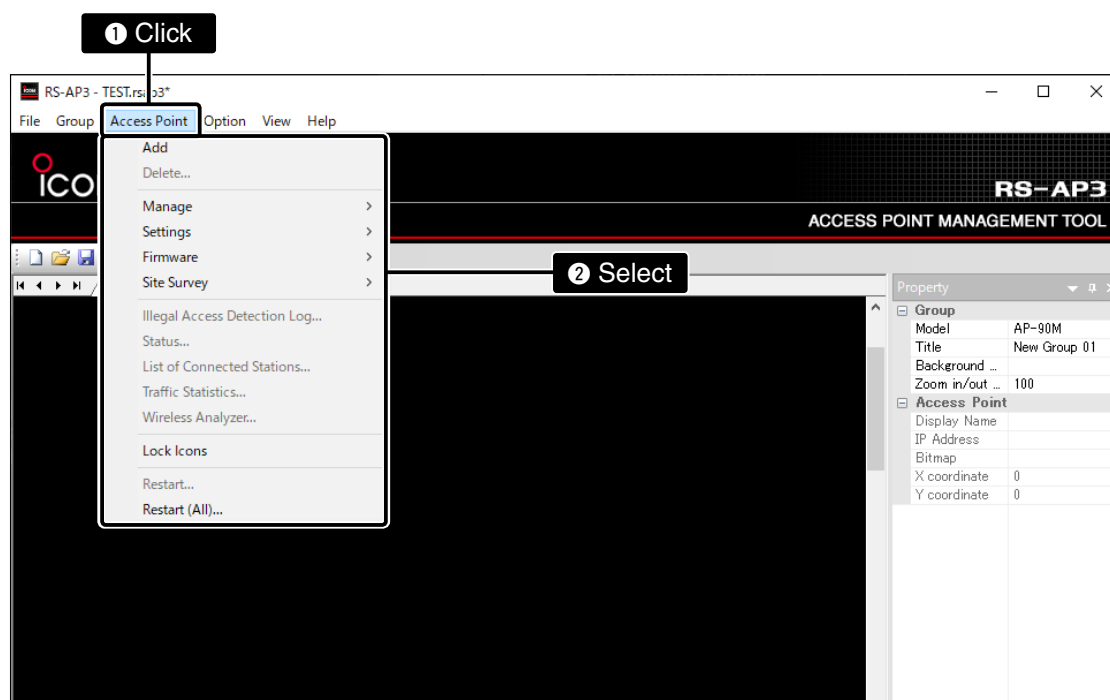 ❶ Click
RS-AP3 - TEST.rsap3*
File Group Access Point Option View Help
Add
Delete...
Manage
Settings
Firmware
Site Survey
Illegal Access Detection Log...
Status...
List of Connected Stations...
Traffic Statistics...
Wireless Analyzer...
Lock Icons
Restart...
Restart (All)...
ICO
RS-AP3
ACCESS POINT MANAGEMENT TOOL
❷ Select
Property
Group
Model AP-90M
Title New Group 01
Background ...
Zoom in/out ... 100
Access Point
Display Name
IP Address
Bitmap
X coordinate 0
Y coordinate 0